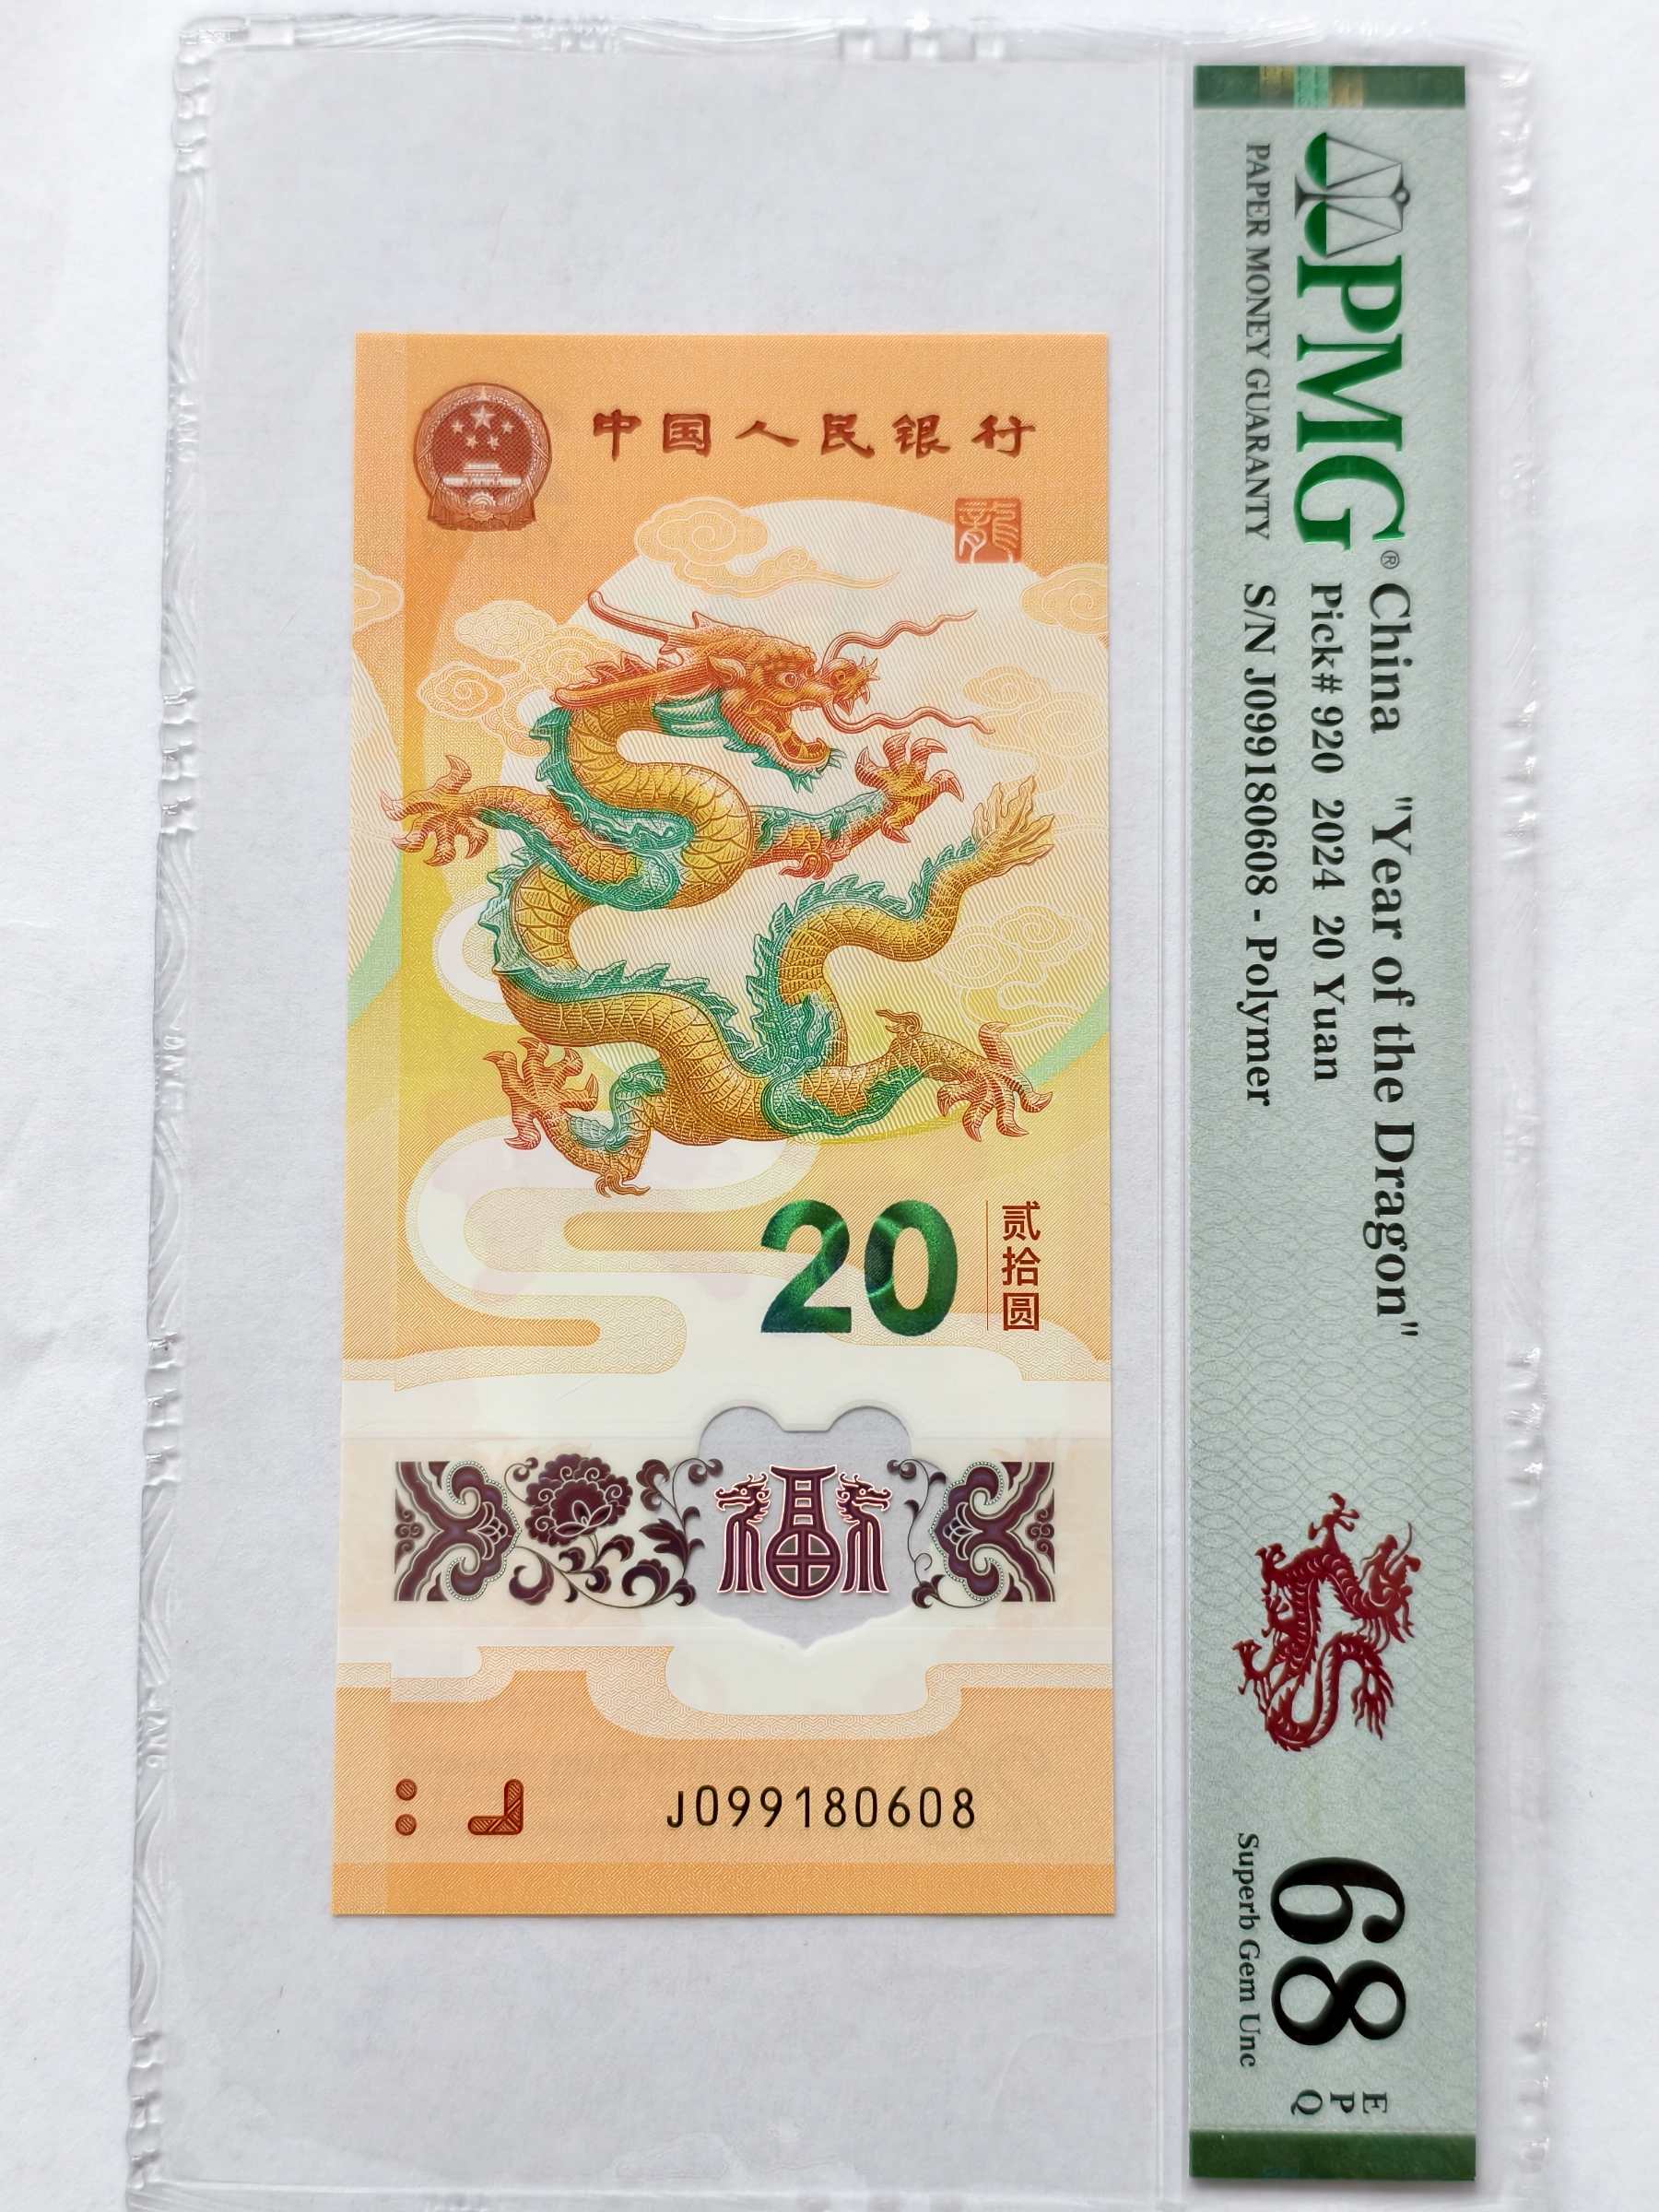 中国人民银行
龍
20
贰
拾
圆
福
J099180608
PMG®
PAPER MONEY GUARANTY
China "Year of the Dragon"
Pick# 920 2024 20 Yuan
S/N J099180608 - Polymer
68
Superb Gem Unc
E
P
Q